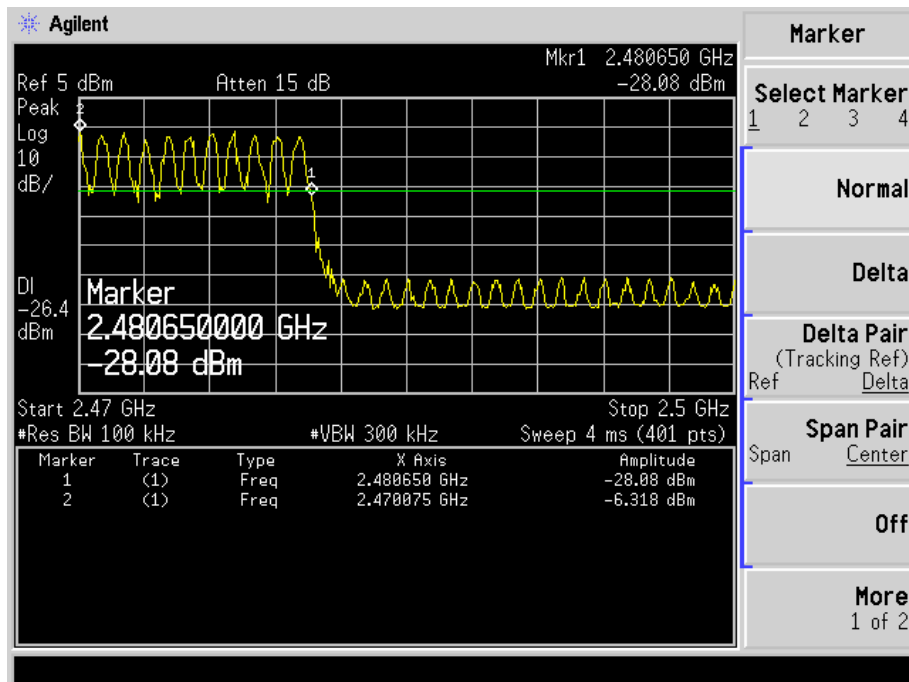 Agilent
Mkr1 2.480650 GHz
Ref 5 dBm Atten 15 dB -28.08 dBm
Peak
Log
10
dB/
2
1
DI
-26.4
dBm
Marker
2.480650000 GHz
-28.08 dBm
Start 2.47 GHz Stop 2.5 GHz
#Res BW 100 kHz #VBW 300 kHz Sweep 4 ms (401 pts)
Marker Trace Type X Axis Amplitude
1 (1) Freq 2.480650 GHz -28.08 dBm
2 (1) Freq 2.470075 GHz -6.318 dBm
Marker
Select Marker
1 2 3 4
Normal
Delta
Delta Pair
(Tracking Ref)
Ref Delta
Span Pair
Span Center
Off
More
1 of 2